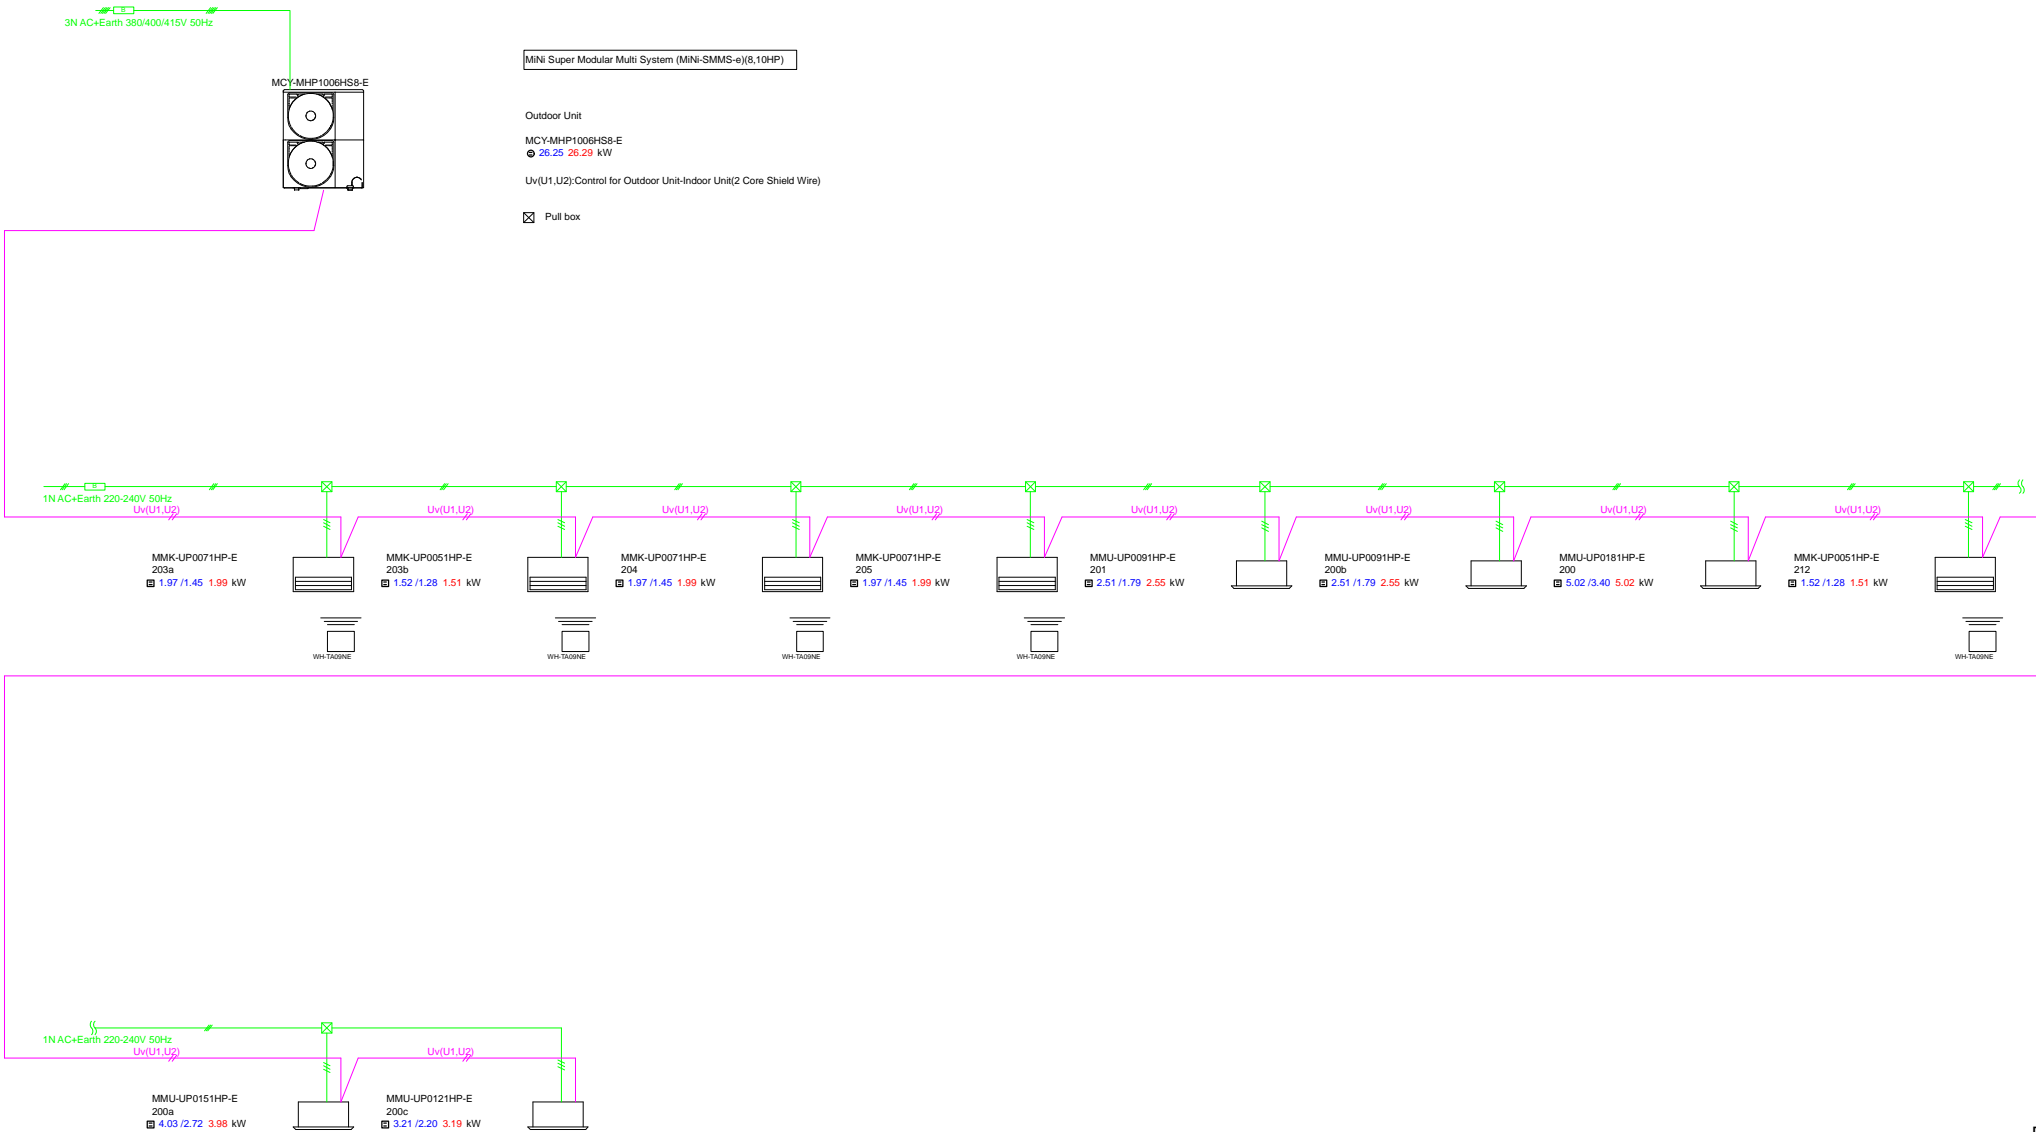 3N AC+Earth 380/400/415V 50Hz
MiNi Super Modular Multi System (MiNi-SMMS-e)(8,10HP)
MCY-MHP1006HS8-E
Outdoor Unit
MCY-MHP1006HS8-E
26.25 26.29 kW
Uv(U1,U2):Control for Outdoor Unit-Indoor Unit(2 Core Shield Wire)
Pull box
1N AC+Earth 220-240V 50Hz
Uv(U1,U2)
Uv(U1,U2)
Uv(U1,U2)
Uv(U1,U2)
Uv(U1,U2)
Uv(U1,U2)
Uv(U1,U2)
Uv(U1,U2)
MMK-UP0071HP-E
203a
1.97 /1.45 1.99 kW
MMK-UP0051HP-E
203b
1.52 /1.28 1.51 kW
MMK-UP0071HP-E
204
1.97 /1.45 1.99 kW
MMK-UP0071HP-E
205
1.97 /1.45 1.99 kW
MMU-UP0091HP-E
201
2.51 /1.79 2.55 kW
MMU-UP0091HP-E
200b
2.51 /1.79 2.55 kW
MMU-UP0181HP-E
200
5.02 /3.40 5.02 kW
MMK-UP0051HP-E
212
1.52 /1.28 1.51 kW
WH-TA09NE
WH-TA09NE
WH-TA09NE
WH-TA09NE
WH-TA09NE
1N AC+Earth 220-240V 50Hz
Uv(U1,U2)
Uv(U1,U2)
MMU-UP0151HP-E
200a
4.03 /2.72 3.98 kW
MMU-UP0121HP-E
200c
3.21 /2.20 3.19 kW